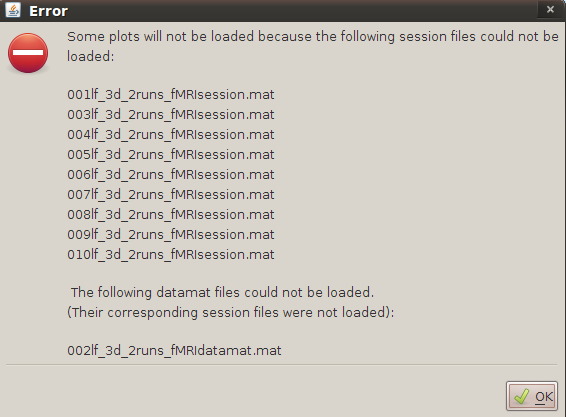 Error
Some plots will not be loaded because the following session files could not be
loaded:
001lf_3d_2runs_fMRIsession.mat
003lf_3d_2runs_fMRIsession.mat
004lf_3d_2runs_fMRIsession.mat
005lf_3d_2runs_fMRIsession.mat
006lf_3d_2runs_fMRIsession.mat
007lf_3d_2runs_fMRIsession.mat
008lf_3d_2runs_fMRIsession.mat
009lf_3d_2runs_fMRIsession.mat
010lf_3d_2runs_fMRIsession.mat
The following datamat files could not be loaded.
(Their corresponding session files were not loaded):
002lf_3d_2runs_fMRIdatamat.mat
OK